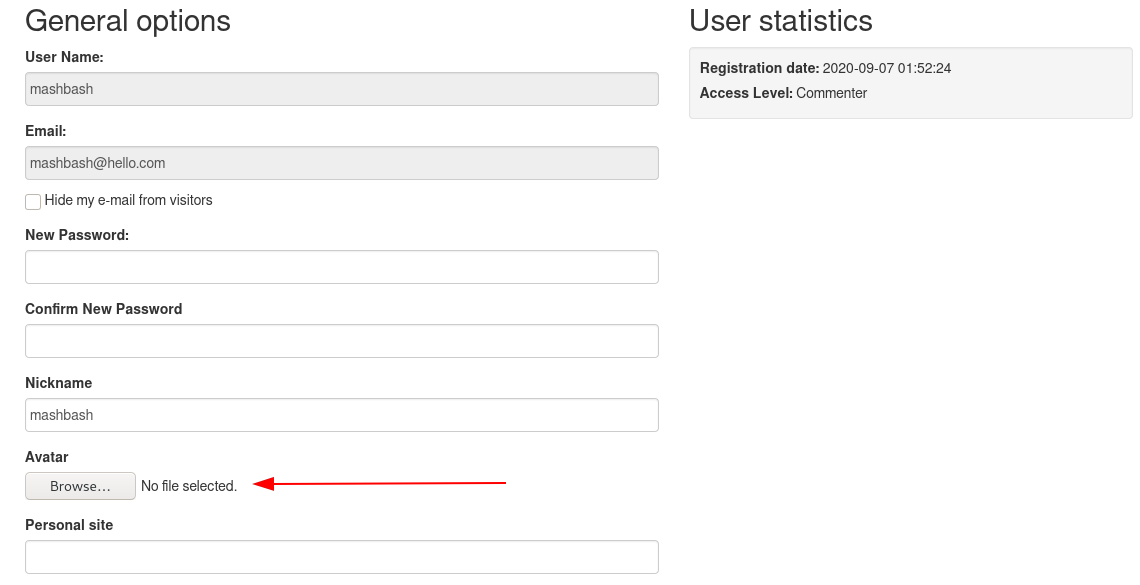 General options
User Name:
mashbash
Email:
mashbash@hello.com
Hide my e-mail from visitors
New Password:
Confirm New Password
Nickname
mashbash
Avatar
Browse... No file selected.
Personal site
User statistics
Registration date: 2020-09-07 01:52:24
Access Level: Commenter